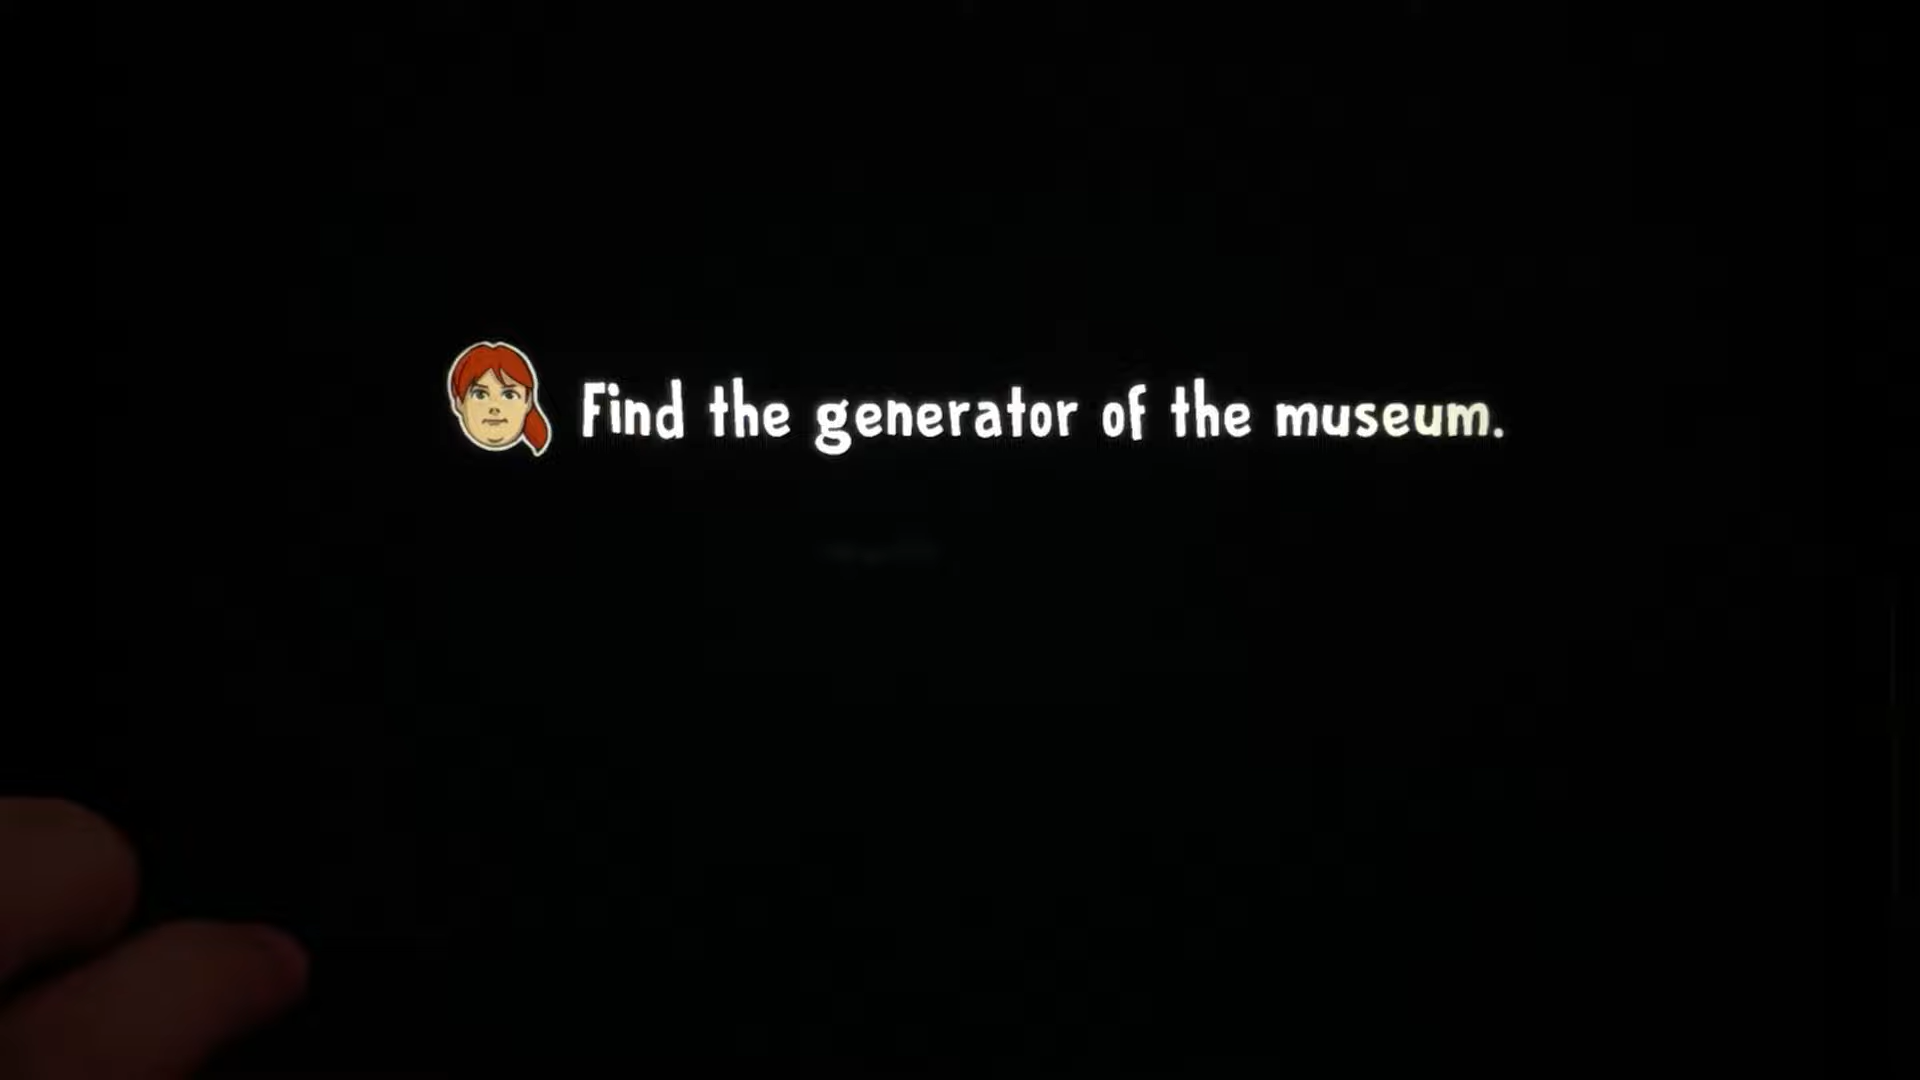 Find the generator of the museum.